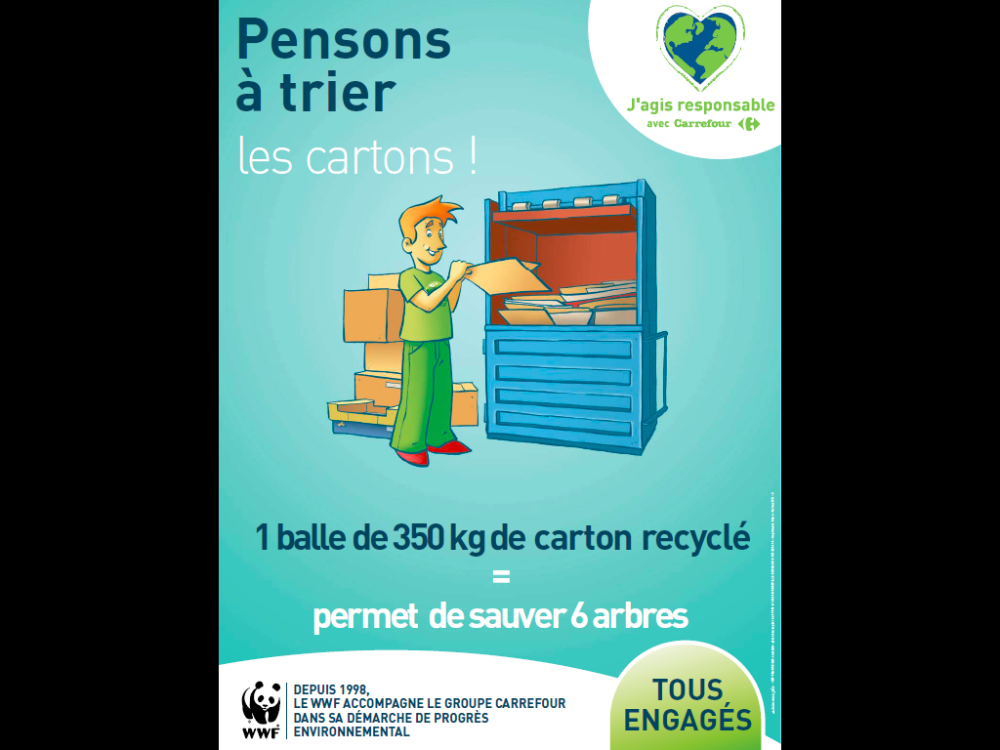 Pensons
à trier
les cartons !
J'agis responsable
avec Carrefour
1 balle de 350 kg de carton recyclé
=
permet de sauver 6 arbres
WWF
DEPUIS 1998,
LE WWF ACCOMPAGNE LE GROUPE CARREFOUR
DANS SA DÉMARCHE DE PROGRÈS
ENVIRONNEMENTAL
TOUS
ENGAGÉS